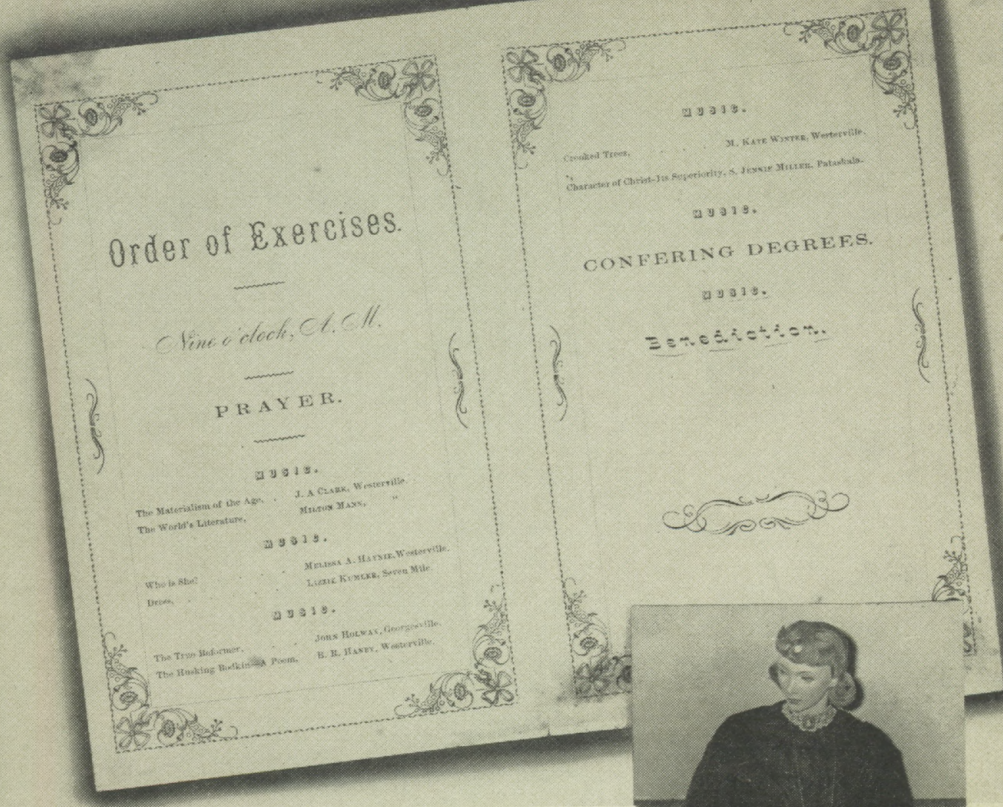 Order of Exercises.
Nine o'clock, A. M.
PRAYER.
MUSIC.
The Materialism of the Age, . J. A CLARK, Westerville.
The World's Literature, MILTON MANN, "
MUSIC.
Who is She? . MELISSA A. HAYNIE, Westerville.
Dress, . LIZZIE KUMLER, Seven Mile
MUSIC.
The True Reformer, . JOHN HOLWAY, Georgesville.
The Husking Bodkin—A Poem, B. R. HANBY, Westerville.
MUSIC.
Crooked Trees, M. KATE WINTER, Westerville.
Character of Christ-Its Superiority, S. JENNIE MILLER, Pataskala.
MUSIC.
CONFERING DEGREES.
MUSIC.
Benediction.